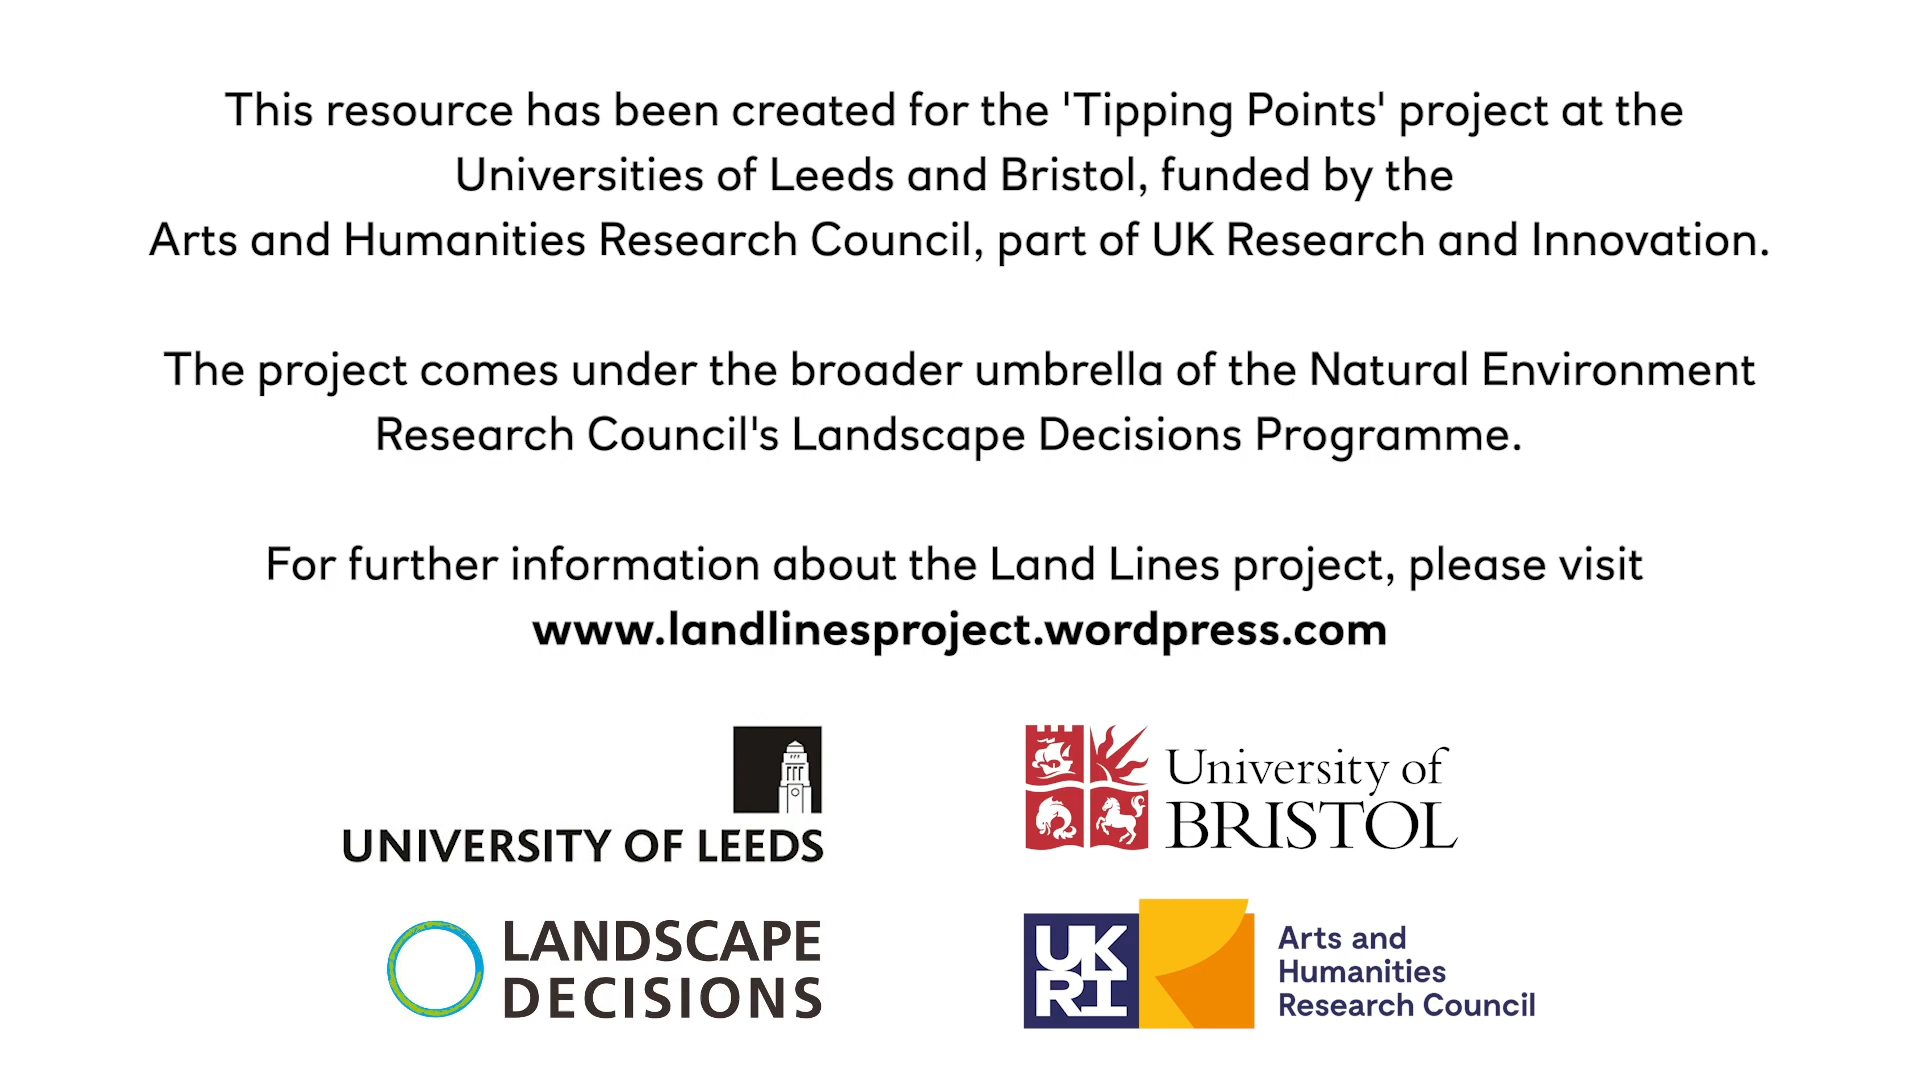 This resource has been created for the 'Tipping Points' project at the
Universities of Leeds and Bristol, funded by the
Arts and Humanities Research Council, part of UK Research and Innovation.
The project comes under the broader umbrella of the Natural Environment
Research Council's Landscape Decisions Programme.
For further information about the Land Lines project, please visit
www.landlinesproject.wordpress.com
UNIVERSITY OF LEEDS
University of
BRISTOL
LANDSCAPE
DECISIONS
UK
RI
Arts and
Humanities
Research Council